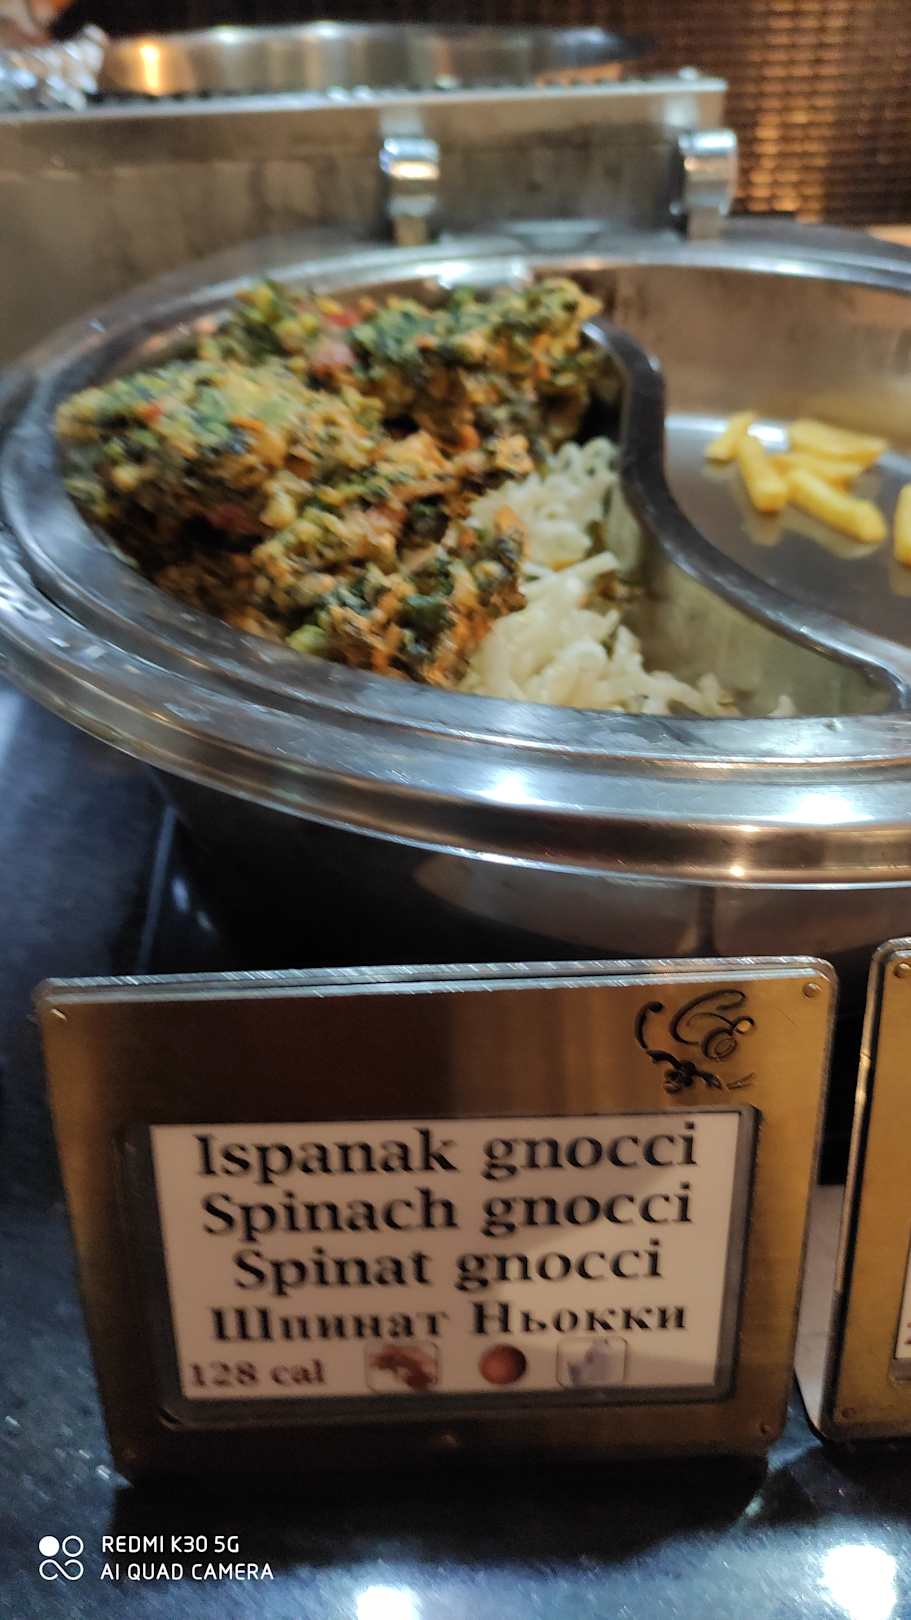 Ispanak gnocci
Spinach gnocci
Spinat gnocci
Шпинат Ньокки
128 cal
REDMI K30 5G
AI QUAD CAMERA